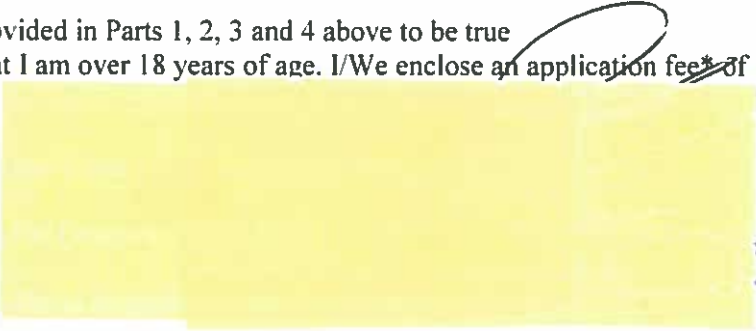 vided in Parts 1, 2, 3 and 4 above to be true
t I am over 18 years of age. I/We enclose an application fee* of